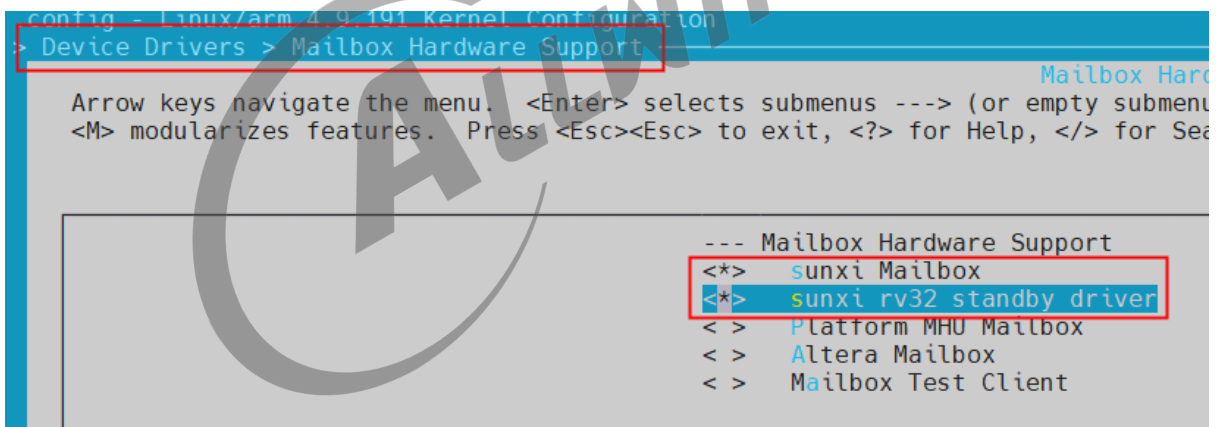 config - Linux/arm 4.9.191 Kernel Configuration
> Device Drivers > Mailbox Hardware Support
Mailbox Hard
Arrow keys navigate the menu.  <Enter> selects submenus ---> (or empty submenu
<M> modularizes features.  Press <Esc><Esc> to exit, <?> for Help, </> for Sea
--- Mailbox Hardware Support
<*>   sunxi Mailbox
<*>   sunxi rv32 standby driver
< >   Platform MHU Mailbox
< >   Altera Mailbox
< >   Mailbox Test Client
ALLWIN